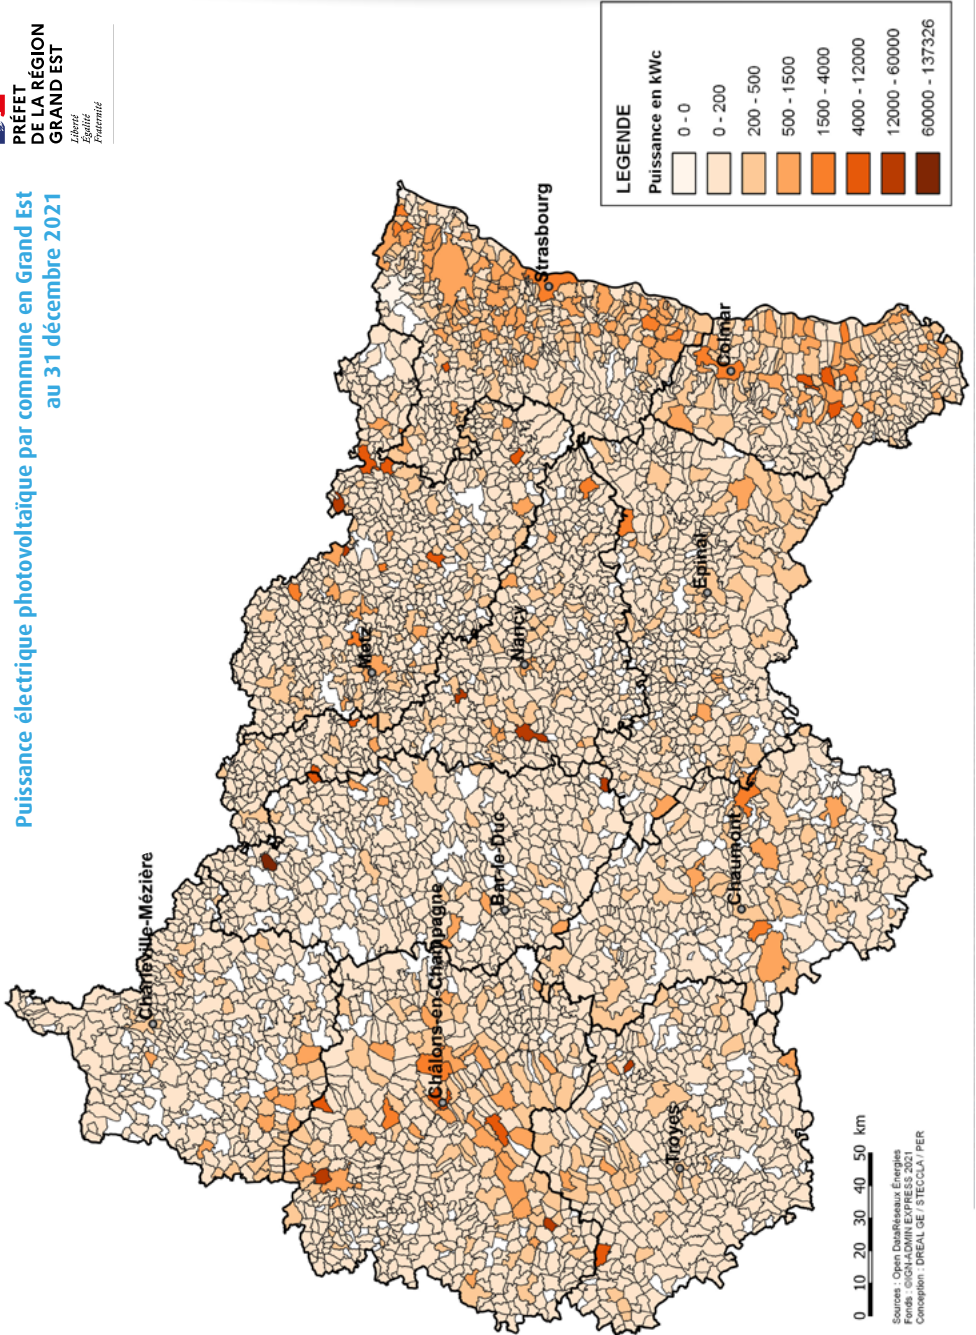 PRÉFET
DE LA RÉGION
GRAND EST
Liberté
Égalité
Fraternité
Puissance électrique photovoltaïque par commune en Grand Est
au 31 décembre 2021
Charleville-Mézière
Châlons-en-Champagne
Bar-le-Duc
Metz
Nancy
Strasbourg
Colmar
Epinal
Chaumont
Troyes
LEGENDE
Puissance en kWc
0 - 0
0 - 200
200 - 500
500 - 1500
1500 - 4000
4000 - 12000
12000 - 60000
60000 - 137326
0 10 20 30 40 50 km
Sources : Open DataRéseaux Énergies
Fonds : ©IGN-ADMIN EXPRESS 2021
Conception : DREAL GE / STECCLA / PER